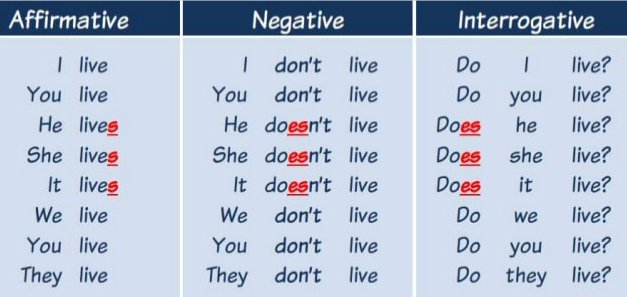 Affirmative Negative Interrogative
I live I don't live Do I live?
You live You don't live Do you live?
He lives He doesn't live Does he live?
She lives She doesn't live Does she live?
It lives It doesn't live Does it live?
We live We don't live Do we live?
You live You don't live Do you live?
They live They don't live Do they live?